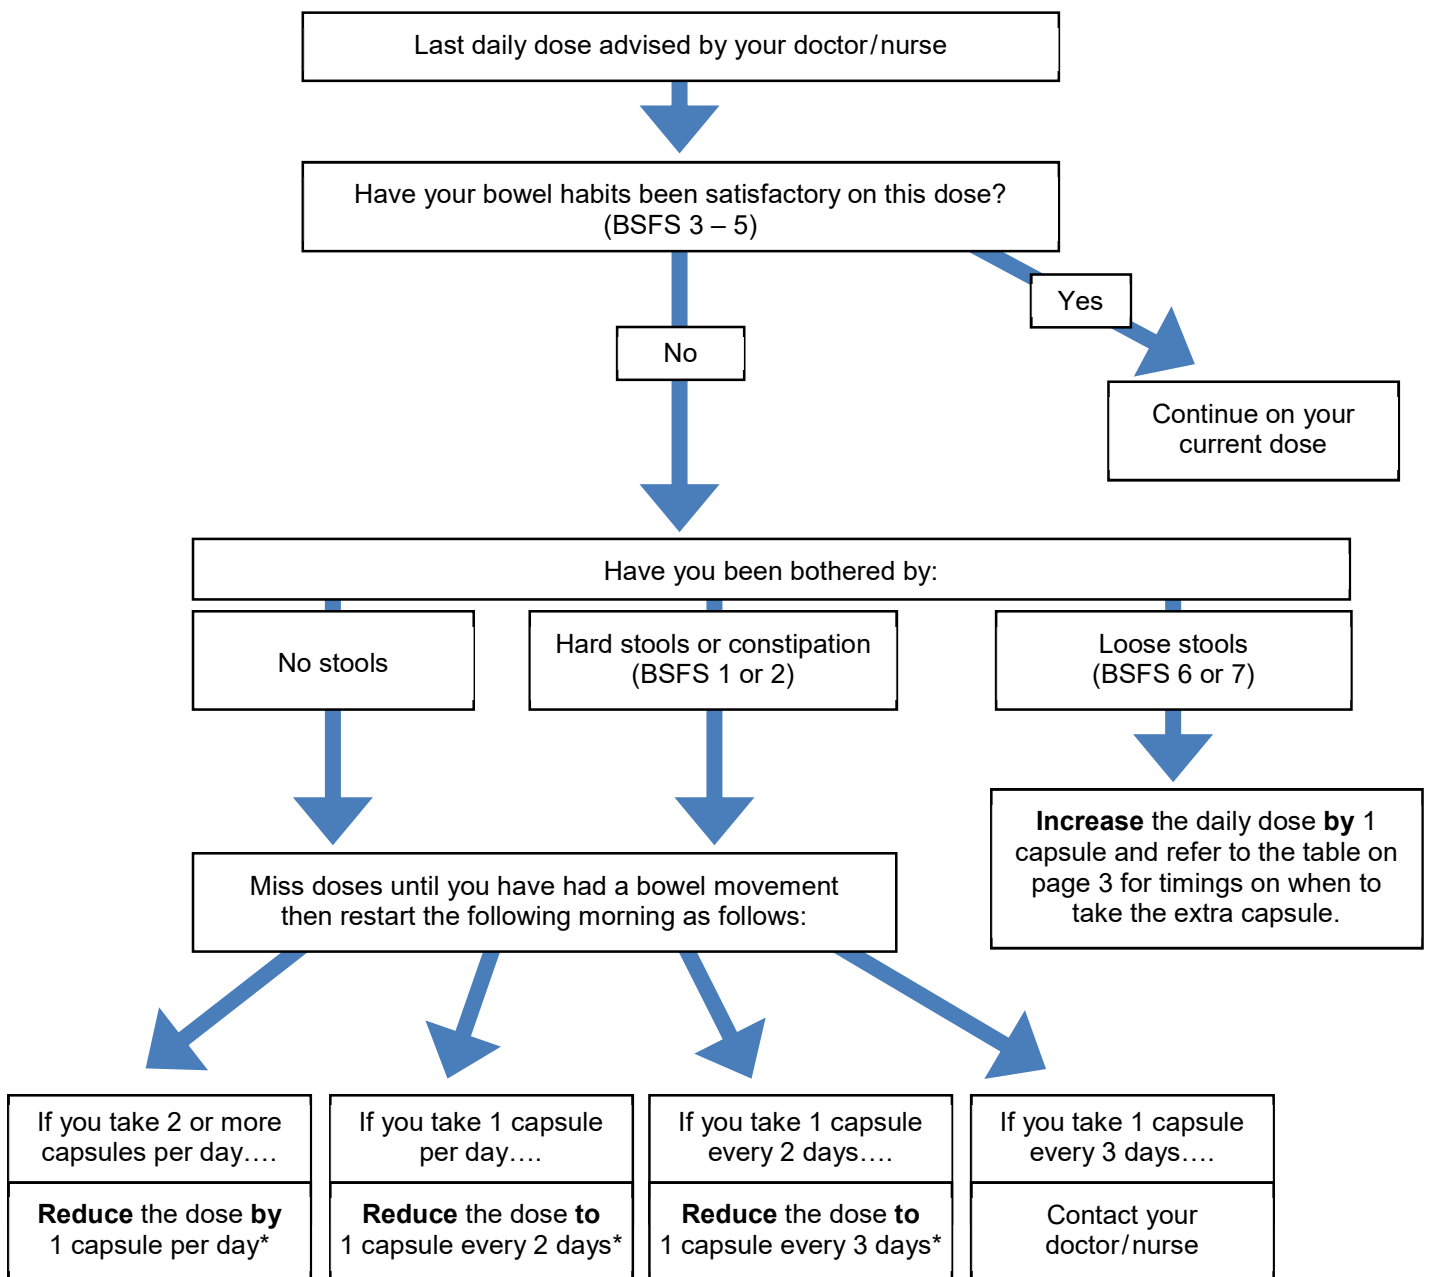 Last daily dose advised by your doctor/nurse
Have your bowel habits been satisfactory on this dose?
(BSFS 3 – 5)
Yes
No
Continue on your
current dose
Have you been bothered by:
No stools
Hard stools or constipation
(BSFS 1 or 2)
Loose stools
(BSFS 6 or 7)
Increase the daily dose by 1
capsule and refer to the table on
page 3 for timings on when to
take the extra capsule.
Miss doses until you have had a bowel movement
then restart the following morning as follows:
If you take 2 or more
capsules per day….
Reduce the dose by
1 capsule per day*
If you take 1 capsule
per day….
Reduce the dose to
1 capsule every 2 days*
If you take 1 capsule
every 2 days….
Reduce the dose to
1 capsule every 3 days*
If you take 1 capsule
every 3 days….
Contact your
doctor/nurse